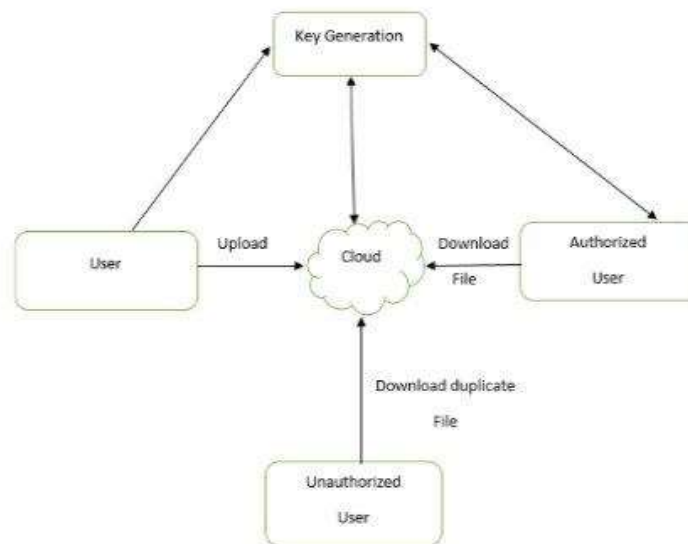 Key Generation
User
Upload
Cloud
Download
File
Authorized
User
Download duplicate
File
Unauthorized
User